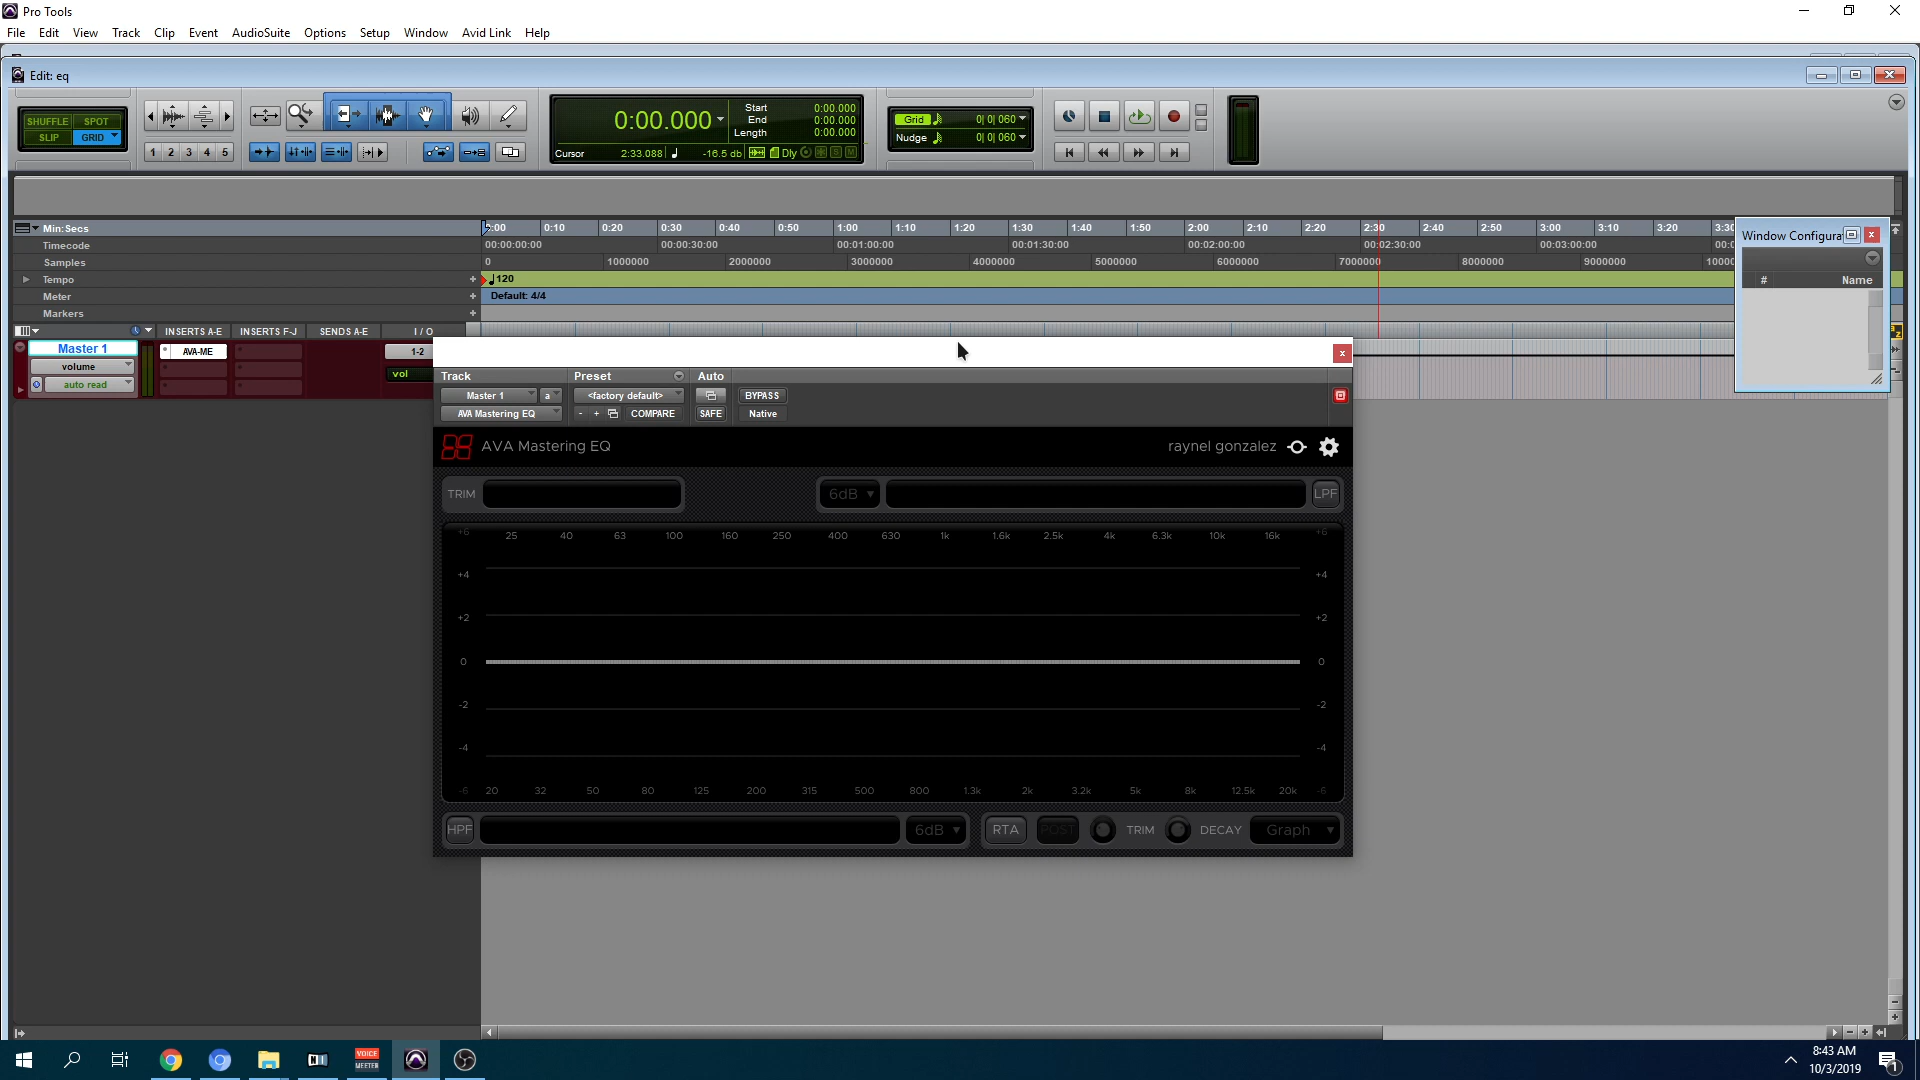 Pro Tools
File Edit View Track Clip Event AudioSuite Options Setup Window Avid Link Help
Edit: eq
SHUFFLE SPOT
SLIP GRID
1 2 3 4 5
0:00.000
Start 0:00.000
End 0:00.000
Length 0:00.000
Cursor 2:33.088 -16.5 db Dly S M
Grid 0| 0| 060
Nudge 0| 0| 060
Min:Secs
0:10 0:20 0:30 0:40 0:50 1:00 1:10 1:20 1:30 1:40 1:50 2:00 2:10 2:20 2:30 2:40 2:50 3:00 3:10 3:20
Timecode
00:00:00:00 00:00:30:00 00:01:00:00 00:01:30:00 00:02:00:00 00:02:30:00 00:03:00:00
Samples
0 1000000 2000000 3000000 4000000 5000000 6000000 7000000 8000000 9000000
Tempo + 120
Meter + Default: 4/4
Markers +
Window Configura
# Name
INSERTS A-E INSERTS F-J SENDS A-E I / O
Master 1 AVA-ME 1-2
volume
auto read
vol
Track Preset Auto
Master 1 a <factory default> BYPASS
AVA Mastering EQ - + COMPARE SAFE Native
AVA Mastering EQ raynel gonzalez
TRIM 6dB LPF
+6 25 40 63 100 160 250 400 630 1k 1.6k 2.5k 4k 6.3k 10k 16k +6
+4 +4
+2 +2
0 0
-2 -2
-4 -4
-6 20 32 50 80 125 200 315 500 800 1.3k 2k 3.2k 5k 8k 12.5k 20k -6
HPF 6dB RTA POST TRIM DECAY Graph
VOICE
MEETER
8:43 AM
10/3/2019
1